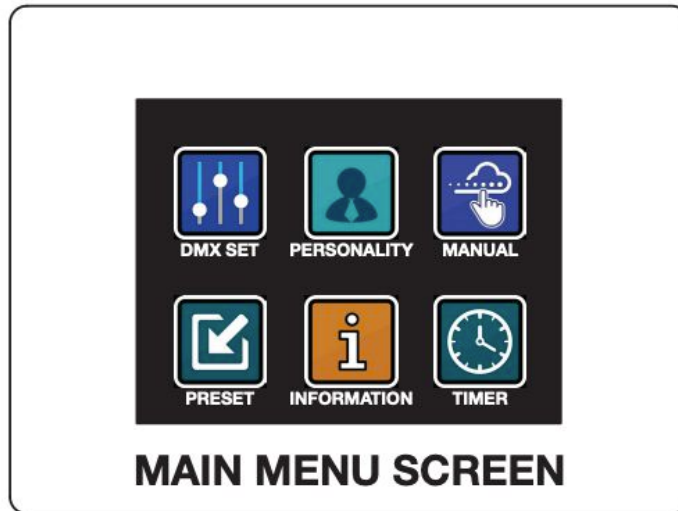 DMX SET PERSONALITY MANUAL
PRESET INFORMATION TIMER
MAIN MENU SCREEN